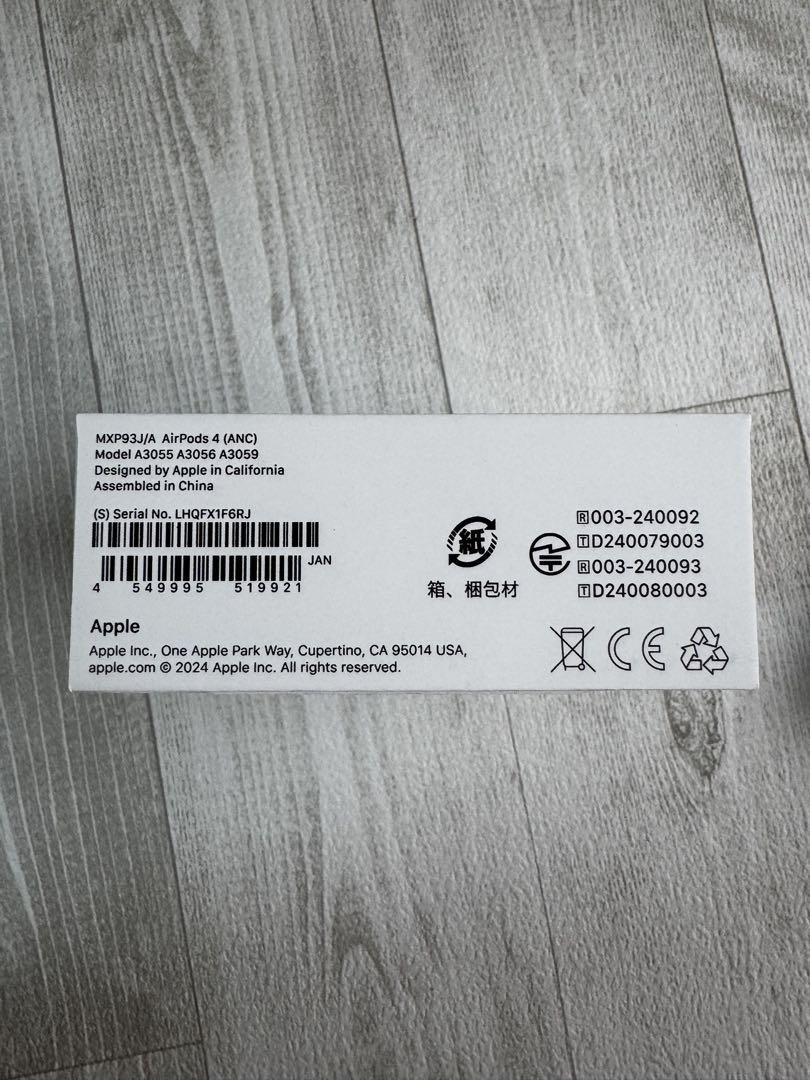 MXP93J/A AirPods 4 (ANC)
Model A3055 A3056 A3059
Designed by Apple in California
Assembled in China
(S) Serial No. LHQFX1F6RJ
JAN
4 549995 519921
紙
箱、梱包材
R003-240092
TD240079003
R003-240093
TD240080003
Apple
Apple Inc., One Apple Park Way, Cupertino, CA 95014 USA,
apple.com © 2024 Apple Inc. All rights reserved.
CE